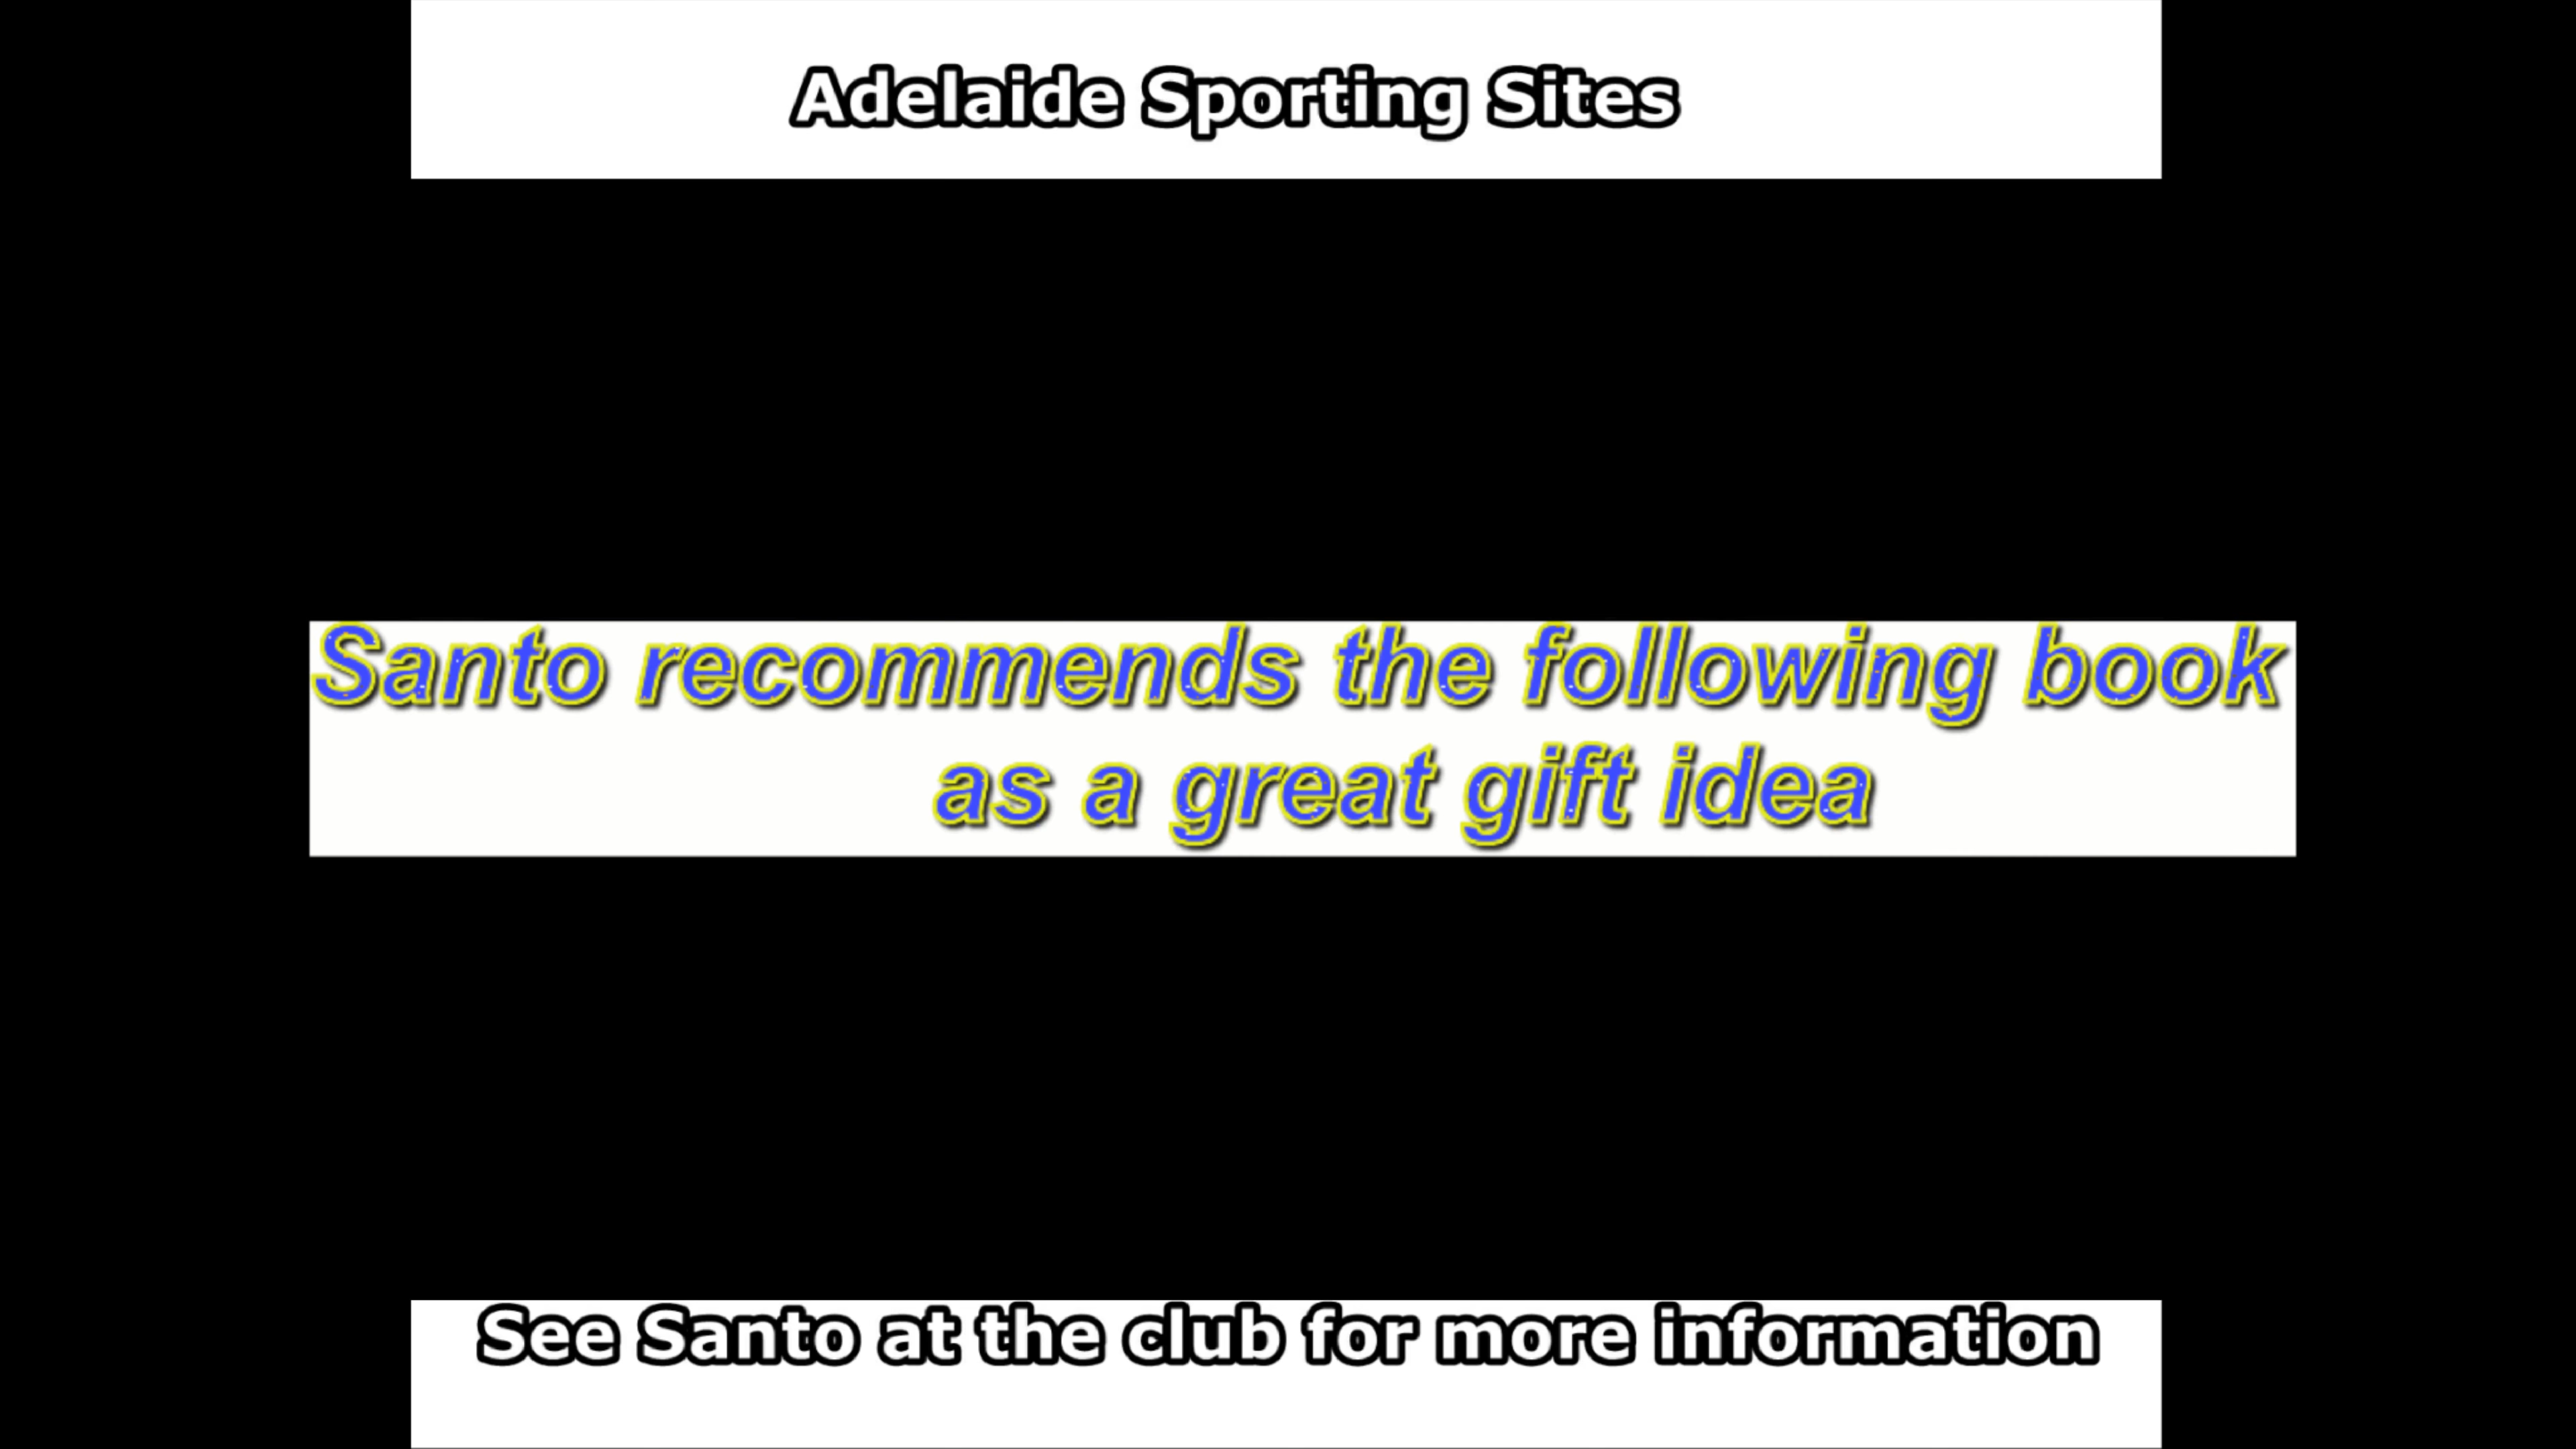 Adelaide Sporting Sites
Santo recommends the following book
as a great gift idea
See Santo at the club for more information